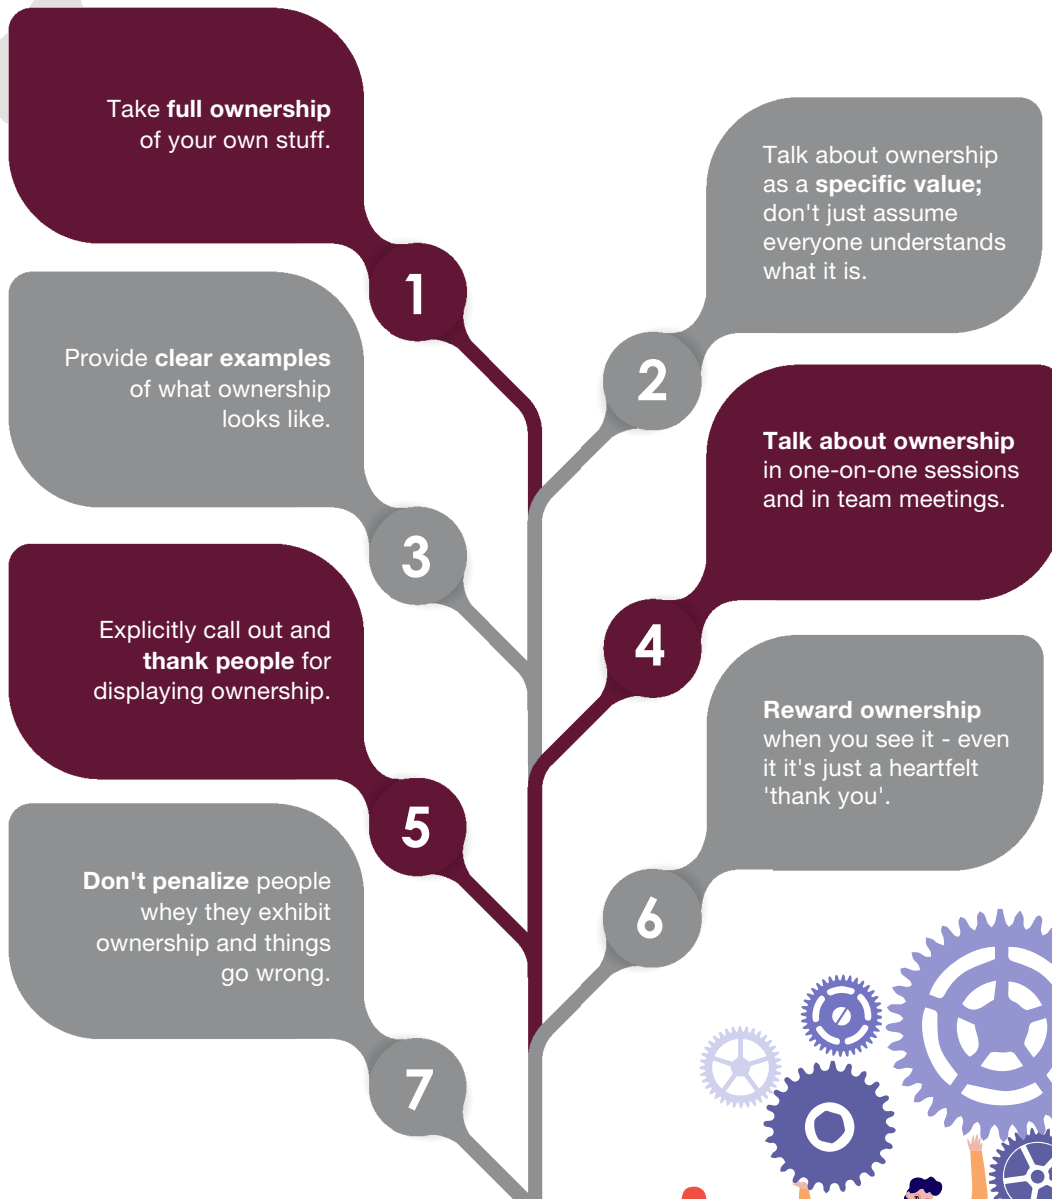 Take full ownership
of your own stuff.
1
Talk about ownership
as a specific value;
don't just assume
everyone understands
what it is.
2
Provide clear examples
of what ownership
looks like.
3
Talk about ownership
in one-on-one sessions
and in team meetings.
4
Explicitly call out and
thank people for
displaying ownership.
5
Reward ownership
when you see it - even
it it's just a heartfelt
'thank you'.
6
Don't penalize people
whey they exhibit
ownership and things
go wrong.
7